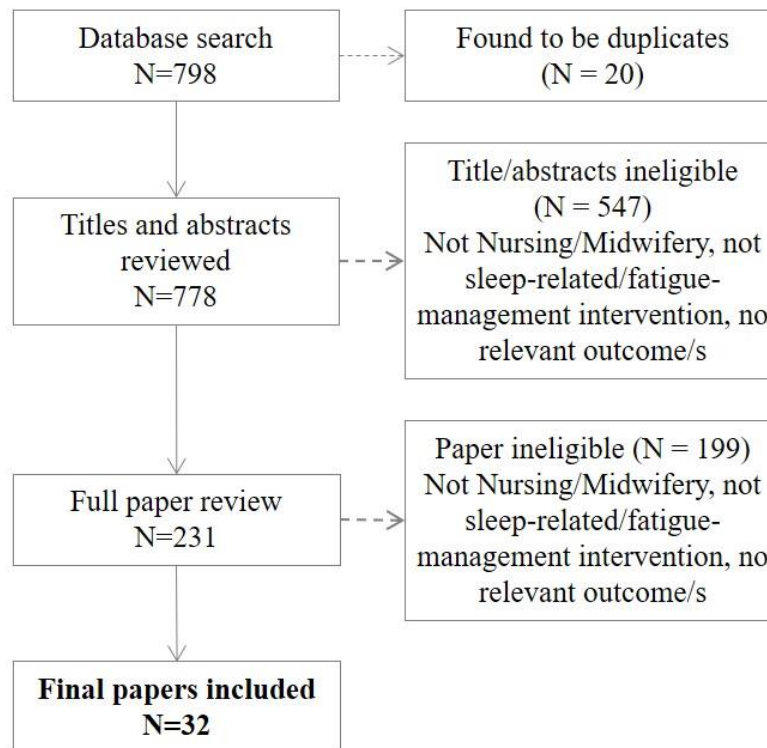 Database search
N=798
Found to be duplicates
(N = 20)
Titles and abstracts
reviewed
N=778
Title/abstracts ineligible
(N = 547)
Not Nursing/Midwifery, not
sleep-related/fatigue-
management intervention, no
relevant outcome/s
Full paper review
N=231
Paper ineligible (N = 199)
Not Nursing/Midwifery, not
sleep-related/fatigue-
management intervention, no
relevant outcome/s
Final papers included
N=32